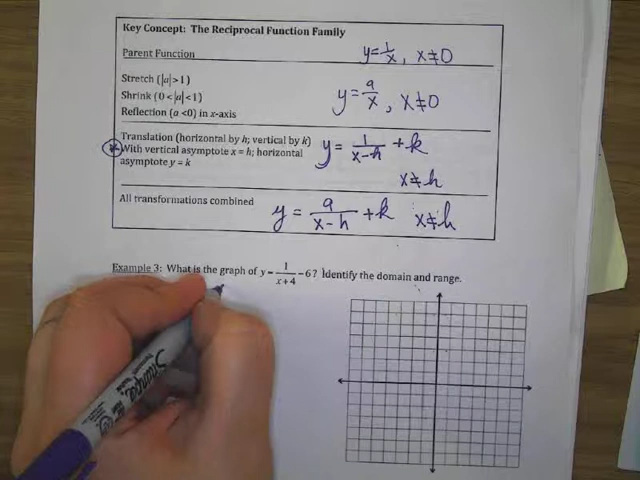 Key Concept: The Reciprocal Function Family
Parent Function y = 1/x , x ≠ 0
Stretch (|a| > 1)
Shrink (0 < |a| < 1)
Reflection (a < 0) in x-axis
y = a/x , x ≠ 0
Translation (horizontal by h; vertical by k)
With vertical asymptote x = h; horizontal
asymptote y = k
y = 1/(x-h) + k
x ≠ h
All transformations combined y = a/(x-h) + k x ≠ h
Example 3: What is the graph of y = 1/(x+4) - 6? Identify the domain and range.
Sharpie